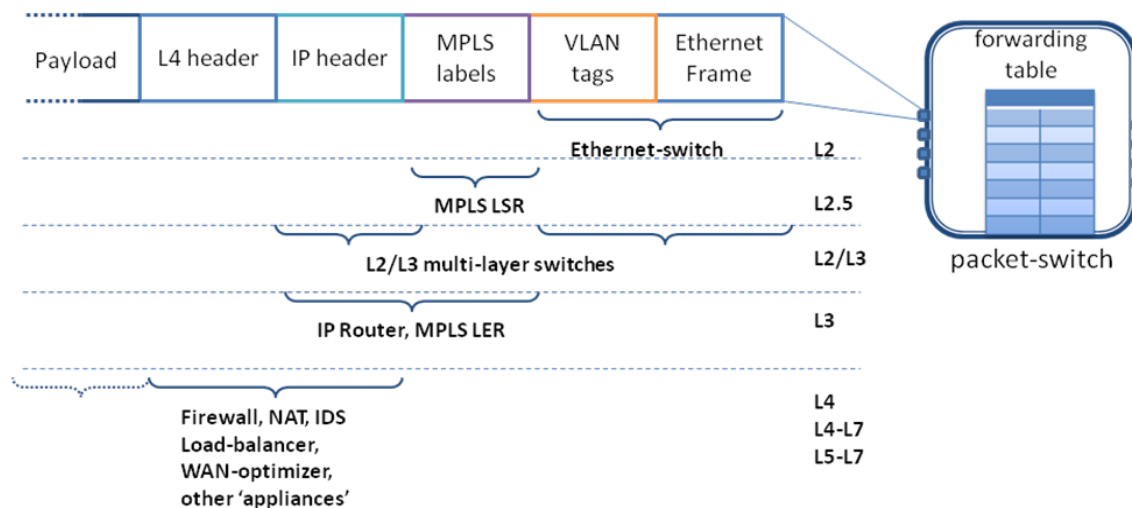 Payload
L4 header
IP header
MPLS
labels
VLAN
tags
Ethernet
Frame
forwarding
table
Ethernet-switch
L2
MPLS LSR
L2.5
L2/L3 multi-layer switches
L2/L3
packet-switch
IP Router, MPLS LER
L3
Firewall, NAT, IDS
Load-balancer,
WAN-optimizer,
other ‘appliances’
L4
L4-L7
L5-L7